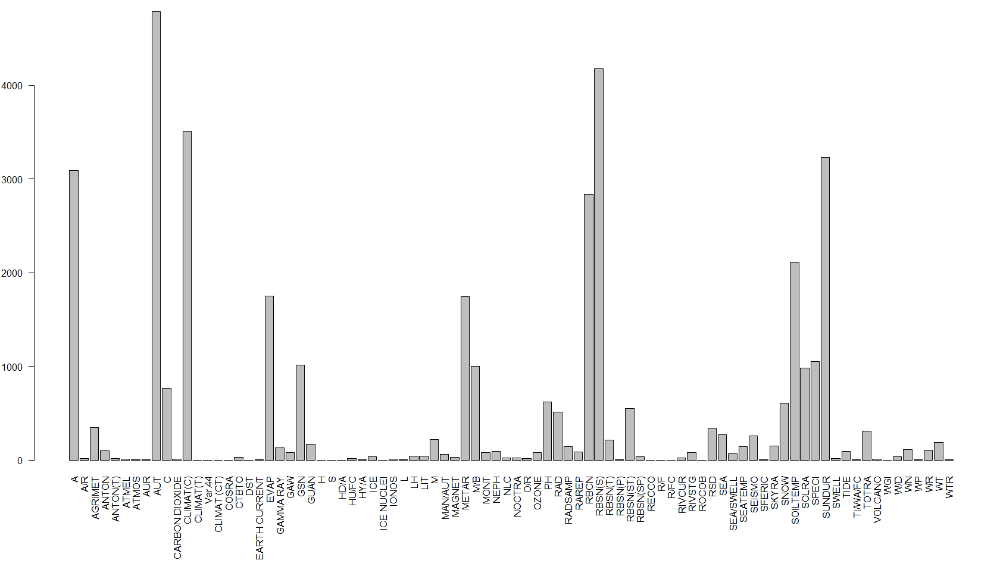 4000
3000
2000
1000
0
A
A/R
AGRIMET
ANTON
ANTON(T)
ATMEL
ATMOS
AUR
AUT
C
CARBON DIOXIDE
CLIMAT(C)
CLIMAT(T)
Var.44
CLIMAT (CT)
COSRA
CTBTO
DST
EARTH CURRENT
EVAP
GAMMA RAY
GAW
GSN
GUAN
H
S
HD/A
HU/FC
HY/A
ICE
ICE NUCLEI
IONOS
L
LH
LIT
M
MAN/AUT
MAGNET
METAR
M/B
MONT
NEPH
NLC
NOCTRA
O/R
OZONE
PH
RAD
RADSAMP
RAREP
RBCN
RBSN(S)
RBSN(T)
RBSN(P)
RBSN(ST)
RBSN(SP)
RECCO
R/F
R/FC
RIVCUR
RIVSTG
ROCOB
RSD
SEA
SEA/SWELL
SEATEMP
SEISMO
SFERIC
SKYRA
SNOW
SOILTEMP
SOLRA
SPECI
SUNDUR
SWELL
TIDE
TI/WA/FC
TOTRA
VOLCANO
WGI
W/D
WN
WP
WR
WT
WTR